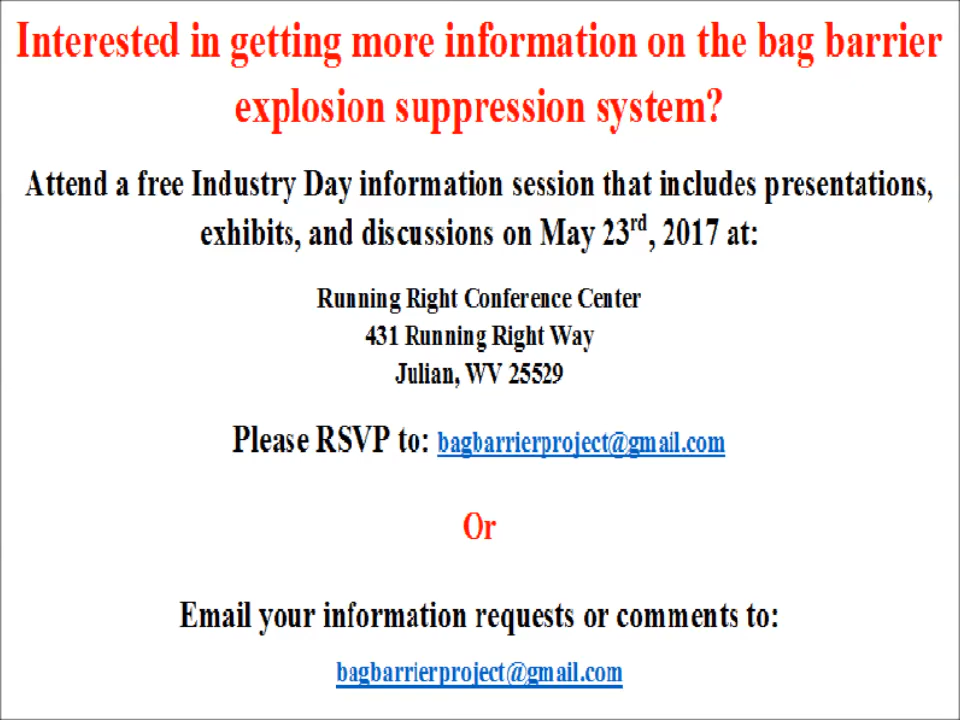 Interested in getting more information on the bag barrier
explosion suppression system?
Attend a free Industry Day information session that includes presentations,
exhibits, and discussions on May 23rd, 2017 at:
Running Right Conference Center
431 Running Right Way
Julian, WV 25529
Please RSVP to: bagbarrierproject@gmail.com
Or
Email your information requests or comments to:
bagbarrierproject@gmail.com